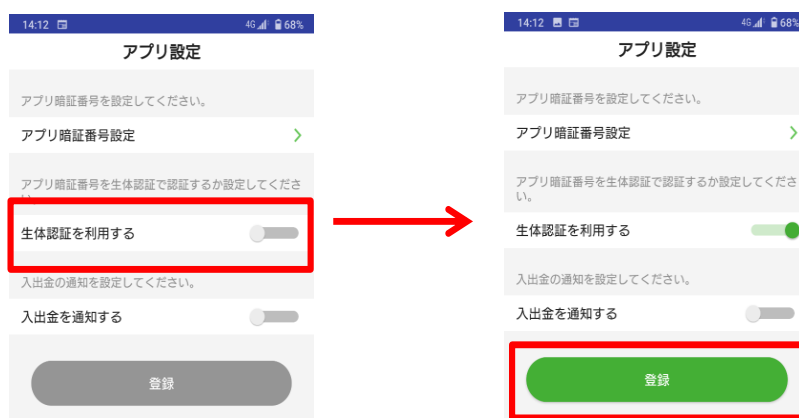 14:12 4G 68%
アプリ設定
アプリ暗証番号を設定してください。
アプリ暗証番号設定
アプリ暗証番号を生体認証で認証するか設定してくださ
い。
生体認証を利用する
入出金の通知を設定してください。
入出金を通知する
登録
14:12 4G 68%
アプリ設定
アプリ暗証番号を設定してください。
アプリ暗証番号設定
アプリ暗証番号を生体認証で認証するか設定してくださ
い。
生体認証を利用する
入出金の通知を設定してください。
入出金を通知する
登録